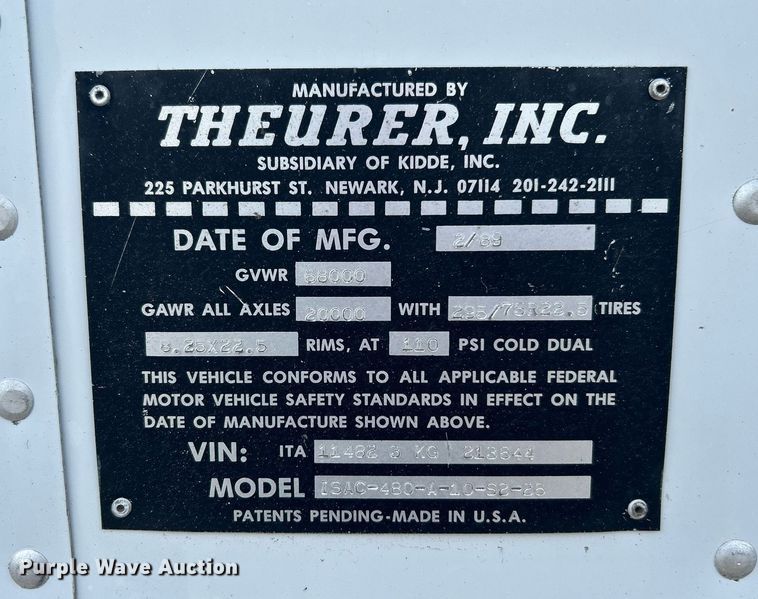 MANUFACTURED BY
THEURER, INC.
SUBSIDIARY OF KIDDE, INC.
225 PARKHURST ST. NEWARK, N.J. 07114 201-242-2111
DATE OF MFG. 2/89
GVWR 68000
GAWR ALL AXLES 20000 WITH 295/75R22.5 TIRES
8.25X22.5 RIMS, AT 110 PSI COLD DUAL
THIS VEHICLE CONFORMS TO ALL APPLICABLE FEDERAL
MOTOR VEHICLE SAFETY STANDARDS IN EFFECT ON THE
DATE OF MANUFACTURE SHOWN ABOVE.
VIN: ITA 11482 3 KG 213644
MODEL
PATENTS PENDING-MADE IN U.S.A.
Purple Wave Auction